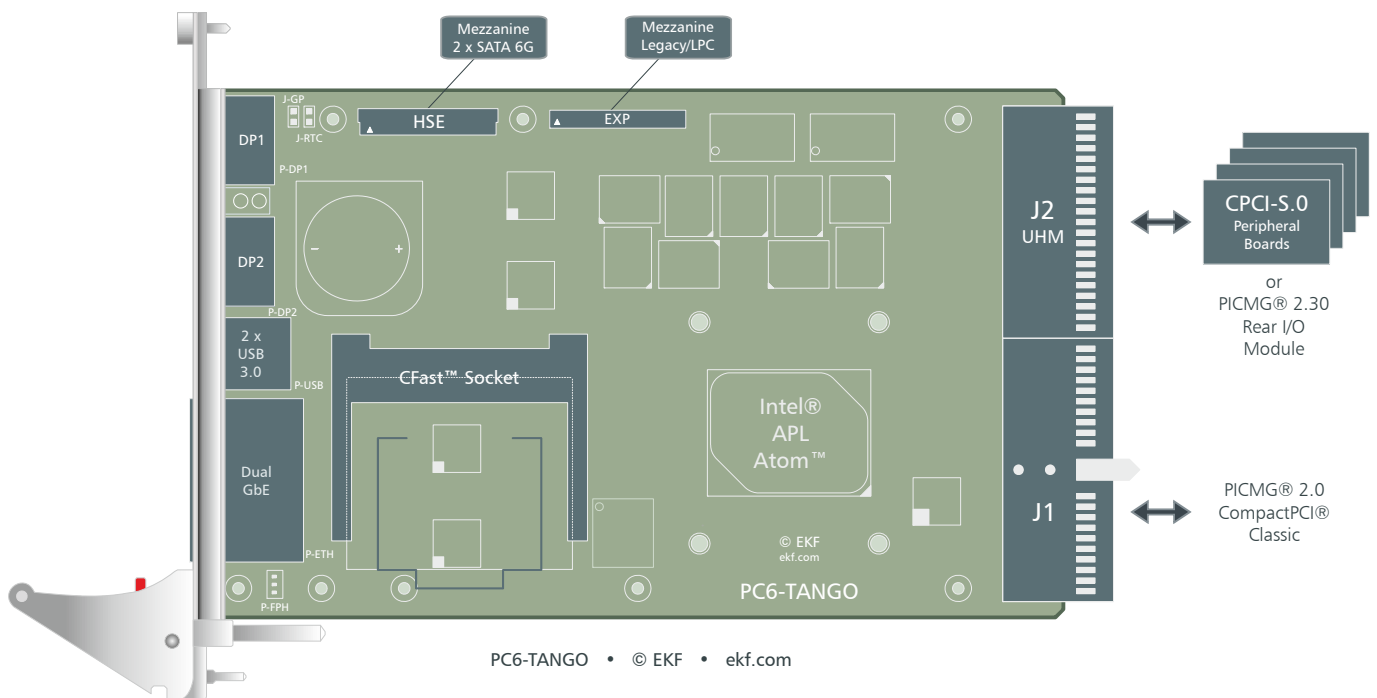 Mezzanine
2 x SATA 6G
Mezzanine
Legacy/LPC
J-GP
J-RTC
HSE
EXP
DP1
P-DP1
DP2
P-DP2
2 x
USB
3.0
P-USB
CFast™ Socket
Dual
GbE
P-ETH
P-FPH
Intel®
APL
Atom™
© EKF
ekf.com
PC6-TANGO
J2
UHM
J1
CPCI-S.0
Peripheral
Boards
or
PICMG® 2.30
Rear I/O
Module
PICMG® 2.0
CompactPCI®
Classic
− +
PC6-TANGO • © EKF • ekf.com